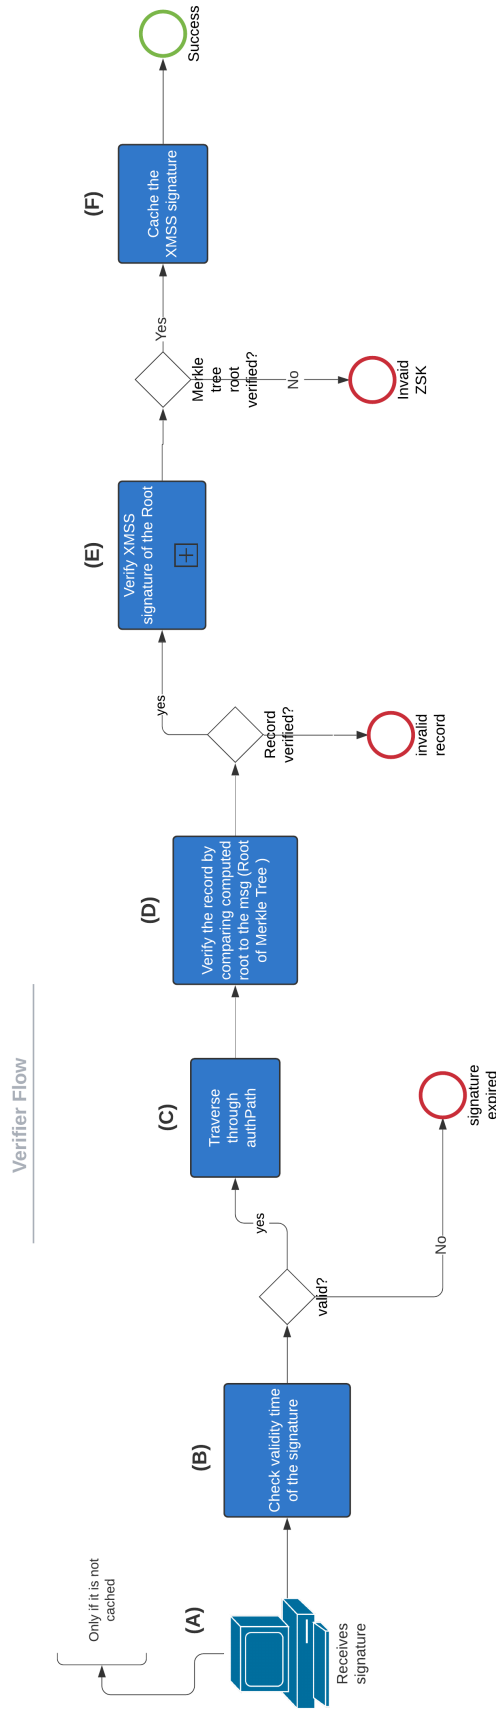 Verifier Flow
Only if it is not
cached
(A)
Receives
signature
(B)
Check validity time
of the signature
valid?
yes
No
signature
expired
(C)
Traverse
through
authPath
(D)
Verify the record by
comparing computed
root to the msg (Root
of Merkle Tree )
Record
verified?
yes
invalid
record
(E)
Verify XMSS
signature of the Root
Merkle
tree
root
verified?
Yes
No
Invaid
ZSK
(F)
Cache the
XMSS signature
Success